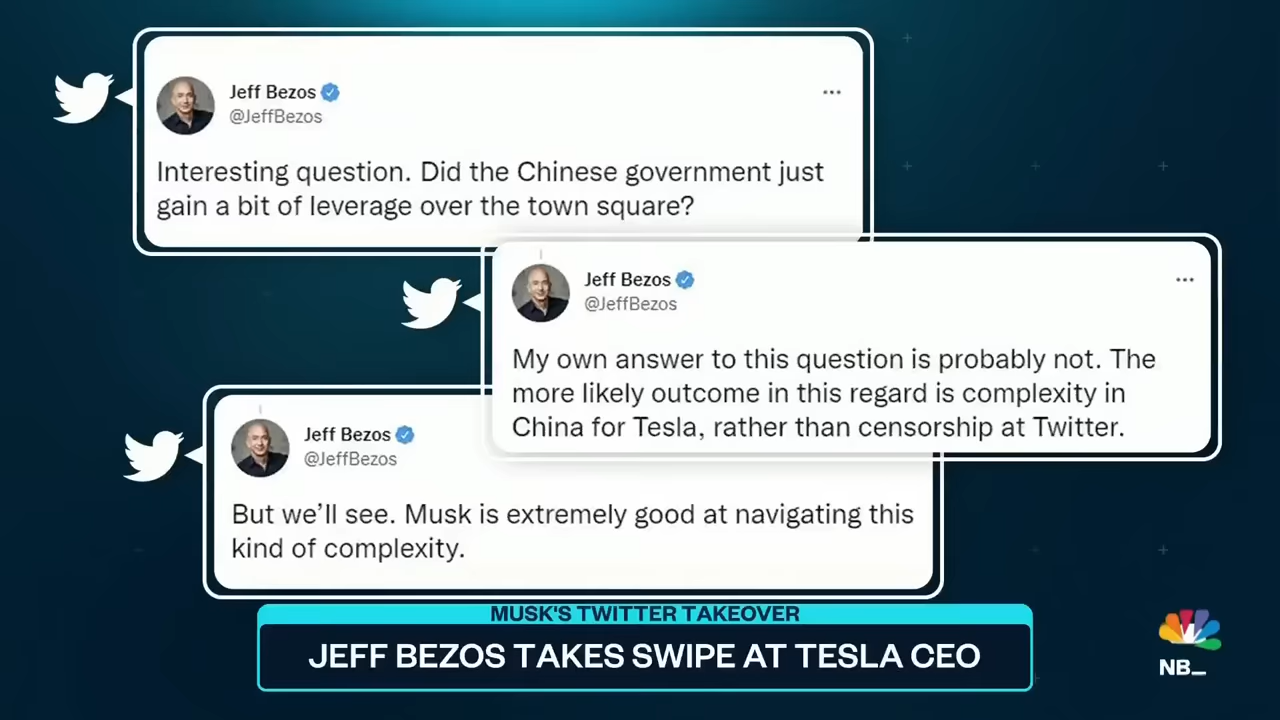 Jeff Bezos
@JeffBezos
Interesting question. Did the Chinese government just
gain a bit of leverage over the town square?
Jeff Bezos
@JeffBezos
My own answer to this question is probably not. The
more likely outcome in this regard is complexity in
China for Tesla, rather than censorship at Twitter.
Jeff Bezos
@JeffBezos
But we’ll see. Musk is extremely good at navigating this
kind of complexity.
MUSK'S TWITTER TAKEOVER
JEFF BEZOS TAKES SWIPE AT TESLA CEO
NB_